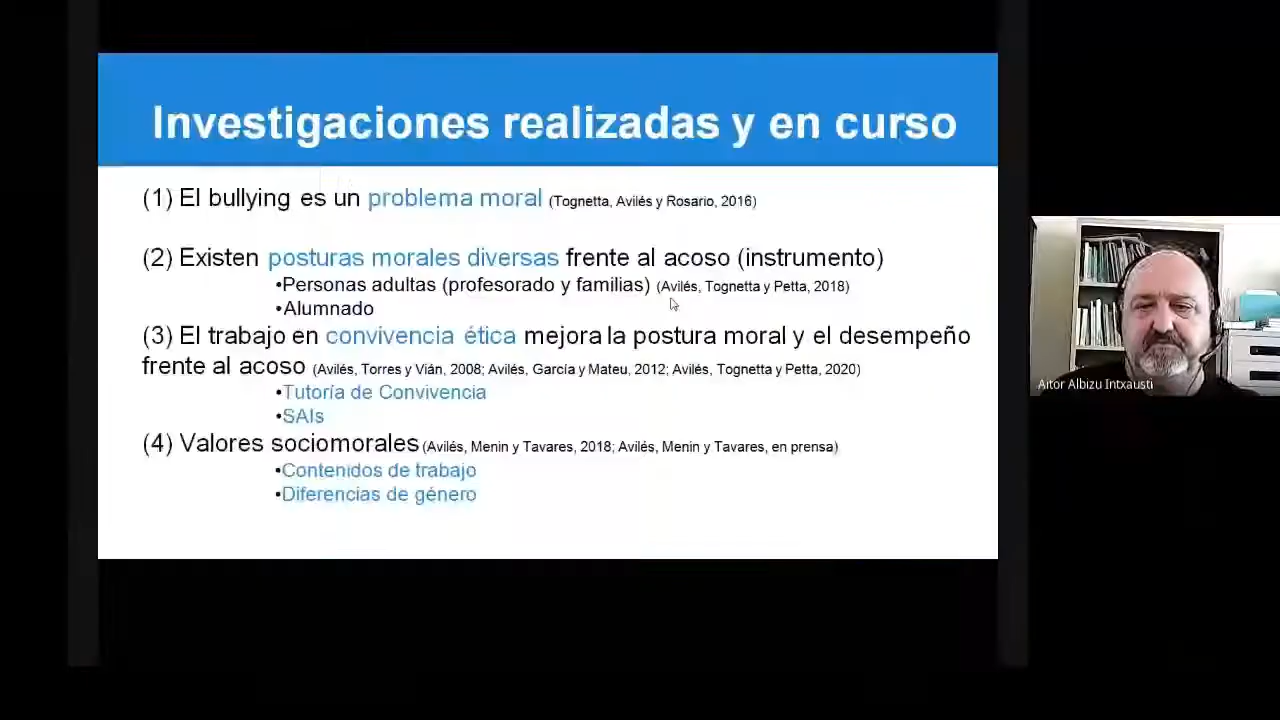 Investigaciones realizadas y en curso
(1) El bullying es un problema moral (Tognetta, Avilés y Rosario, 2016)
(2) Existen posturas morales diversas frente al acoso (instrumento)
•Personas adultas (profesorado y familias) (Avilés, Tognetta y Petta, 2018)
•Alumnado
(3) El trabajo en convivencia ética mejora la postura moral y el desempeño
frente al acoso (Avilés, Torres y Vián, 2008; Avilés, García y Mateu, 2012; Avilés, Tognetta y Petta, 2020)
•Tutoría de Convivencia
•SAIs
(4) Valores sociomorales (Avilés, Menin y Tavares, 2018; Avilés, Menin y Tavares, en prensa)
•Contenidos de trabajo
•Diferencias de género
Aitor Albizu Intxausti